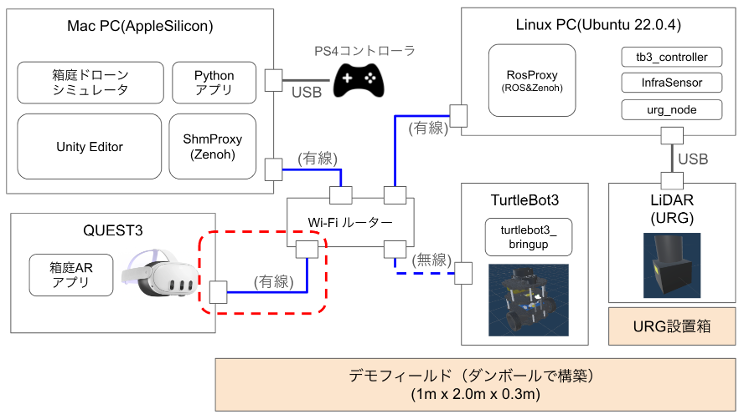 Mac PC(AppleSilicon)
箱庭ドローン
シミュレータ
Python
アプリ
Unity Editor
ShmProxy
(Zenoh)
PS4コントローラ
USB
Linux PC(Ubuntu 22.0.4)
RosProxy
(ROS&Zenoh)
tb3_controller
InfraSensor
urg_node
(有線)
(有線)
USB
Wi-Fi ルーター
QUEST3
箱庭AR
アプリ
(有線)
(無線)
TurtleBot3
turtlebot3_
bringup
LiDAR
(URG)
URG設置箱
デモフィールド（ダンボールで構築）
(1m x 2.0m x 0.3m)